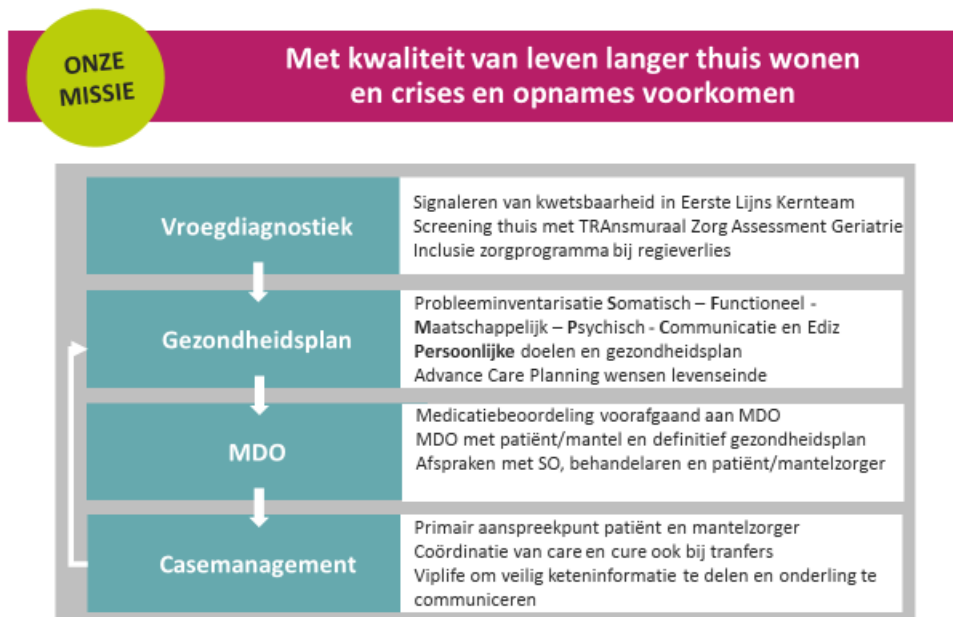 ONZE
MISSIE
Met kwaliteit van leven langer thuis wonen
en crises en opnames voorkomen
Vroegdiagnostiek
Signaleren van kwetsbaarheid in Eerste Lijns Kernteam
Screening thuis met TRAnsmuraal Zorg Assessment Geriatrie
Inclusie zorgprogramma bij regieverlies
Gezondheidsplan
Probleeminventarisatie Somatisch – Functioneel -
Maatschappelijk – Psychisch - Communicatie en Ediz
Persoonlijke doelen en gezondheidsplan
Advance Care Planning wensen levenseinde
MDO
Medicatiebeoordeling voorafgaand aan MDO
MDO met patiënt/mantel en definitief gezondheidsplan
Afspraken met SO, behandelaren en patiënt/mantelzorger
Casemanagement
Primair aanspreekpunt patiënt en mantelzorger
Coördinatie van care en cure ook bij tranfers
Viplife om veilig keteninformatie te delen en onderling te
communiceren